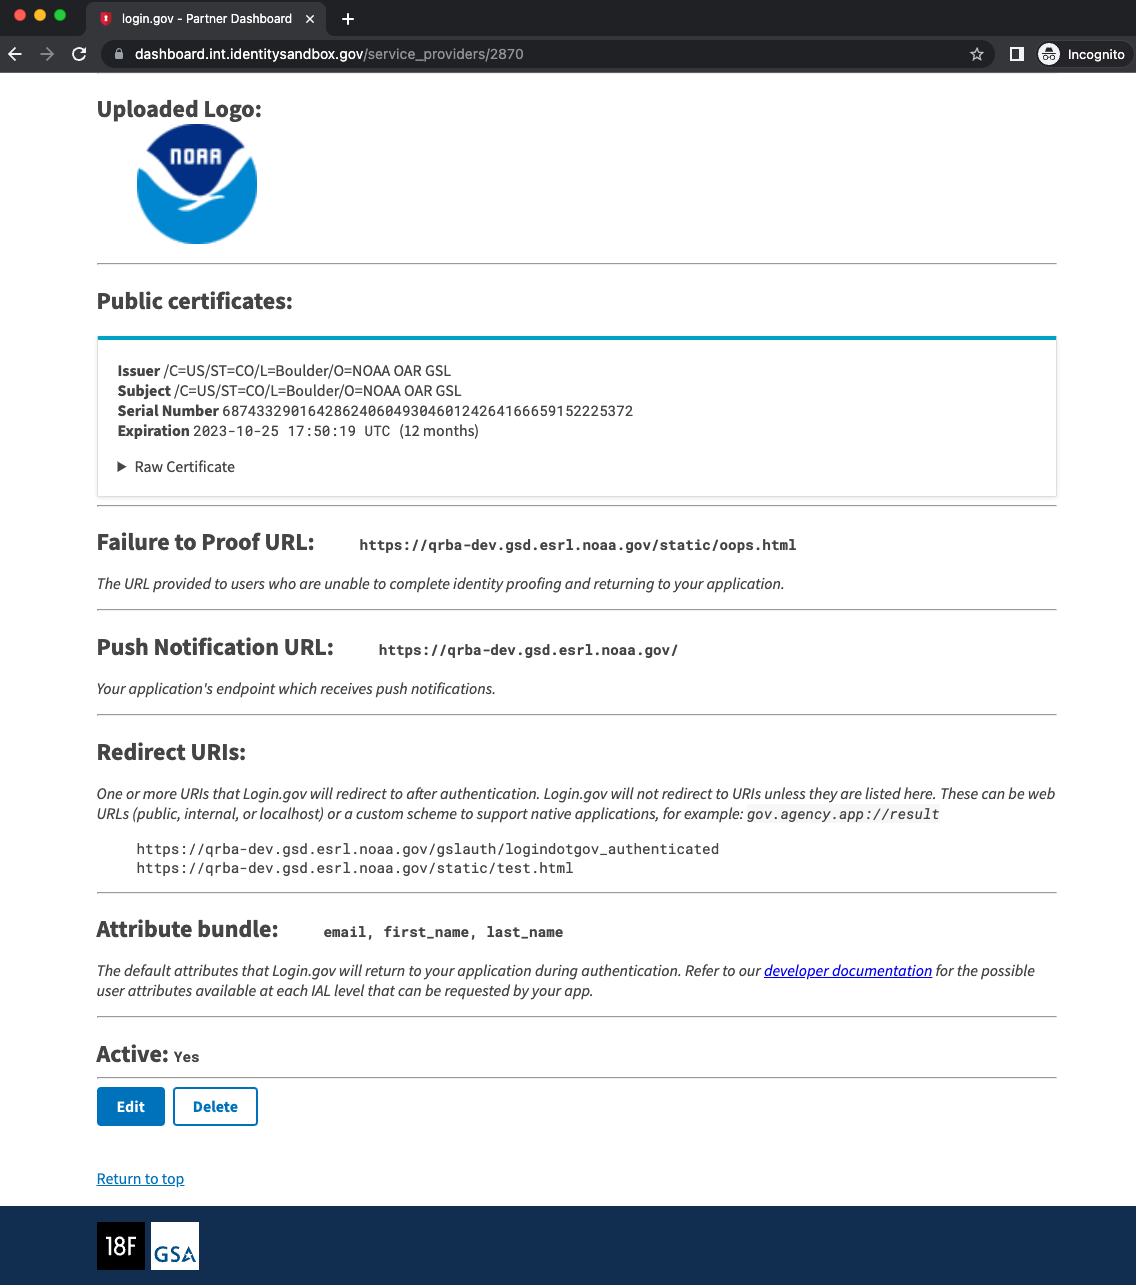 login.gov - Partner Dashboard
dashboard.int.identitysandbox.gov/service_providers/2870
Incognito
Uploaded Logo:
NOAA
Public certificates:
Issuer /C=US/ST=CO/L=Boulder/O=NOAA OAR GSL
Subject /C=US/ST=CO/L=Boulder/O=NOAA OAR GSL
Serial Number 687433290164286240604930460124264166659152225372
Expiration 2023-10-25 17:50:19 UTC (12 months)
Raw Certificate
Failure to Proof URL: https://qrba-dev.gsd.esrl.noaa.gov/static/oops.html
The URL provided to users who are unable to complete identity proofing and returning to your application.
Push Notification URL: https://qrba-dev.gsd.esrl.noaa.gov/
Your application's endpoint which receives push notifications.
Redirect URIs:
One or more URIs that Login.gov will redirect to after authentication. Login.gov will not redirect to URIs unless they are listed here. These can be web
URLs (public, internal, or localhost) or a custom scheme to support native applications, for example: gov.agency.app://result
https://qrba-dev.gsd.esrl.noaa.gov/gslauth/logindotgov_authenticated
https://qrba-dev.gsd.esrl.noaa.gov/static/test.html
Attribute bundle: email, first_name, last_name
The default attributes that Login.gov will return to your application during authentication. Refer to our developer documentation for the possible
user attributes available at each IAL level that can be requested by your app.
Active: Yes
Edit Delete
Return to top
18F GSA